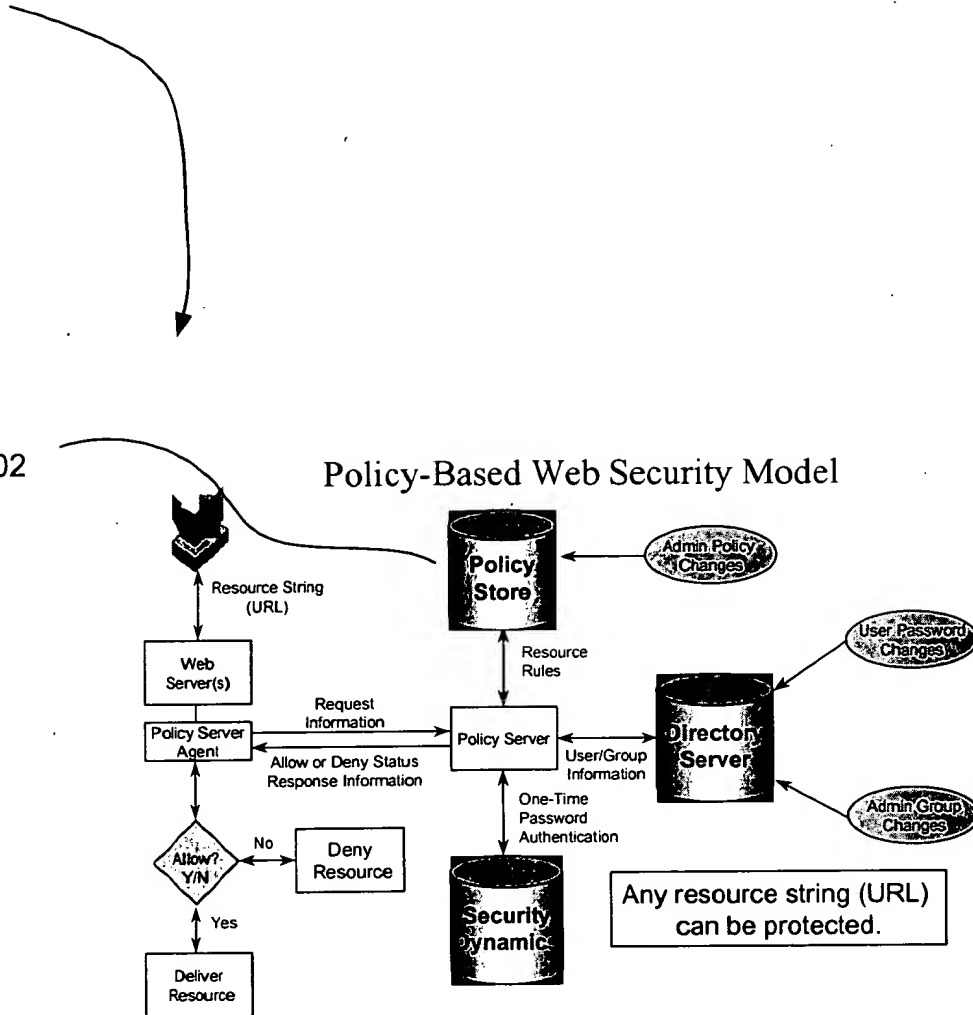 02
Policy-Based Web Security Model
Policy
Store
Admin Policy
Changes
Resource String
(URL)
User Password
Changes
Web
Server(s)
Resource
Rules
Request
Information
Policy Server
Agent
Policy Server
Directory
Server
Allow or Deny Status
Response Information
User/Group
Information
One-Time
Password
Authentication
Admin Group
Changes
Allow?
Y/N
No
Deny
Resource
Any resource string (URL)
can be protected.
Security
Dynamic
Yes
Deliver
Resource